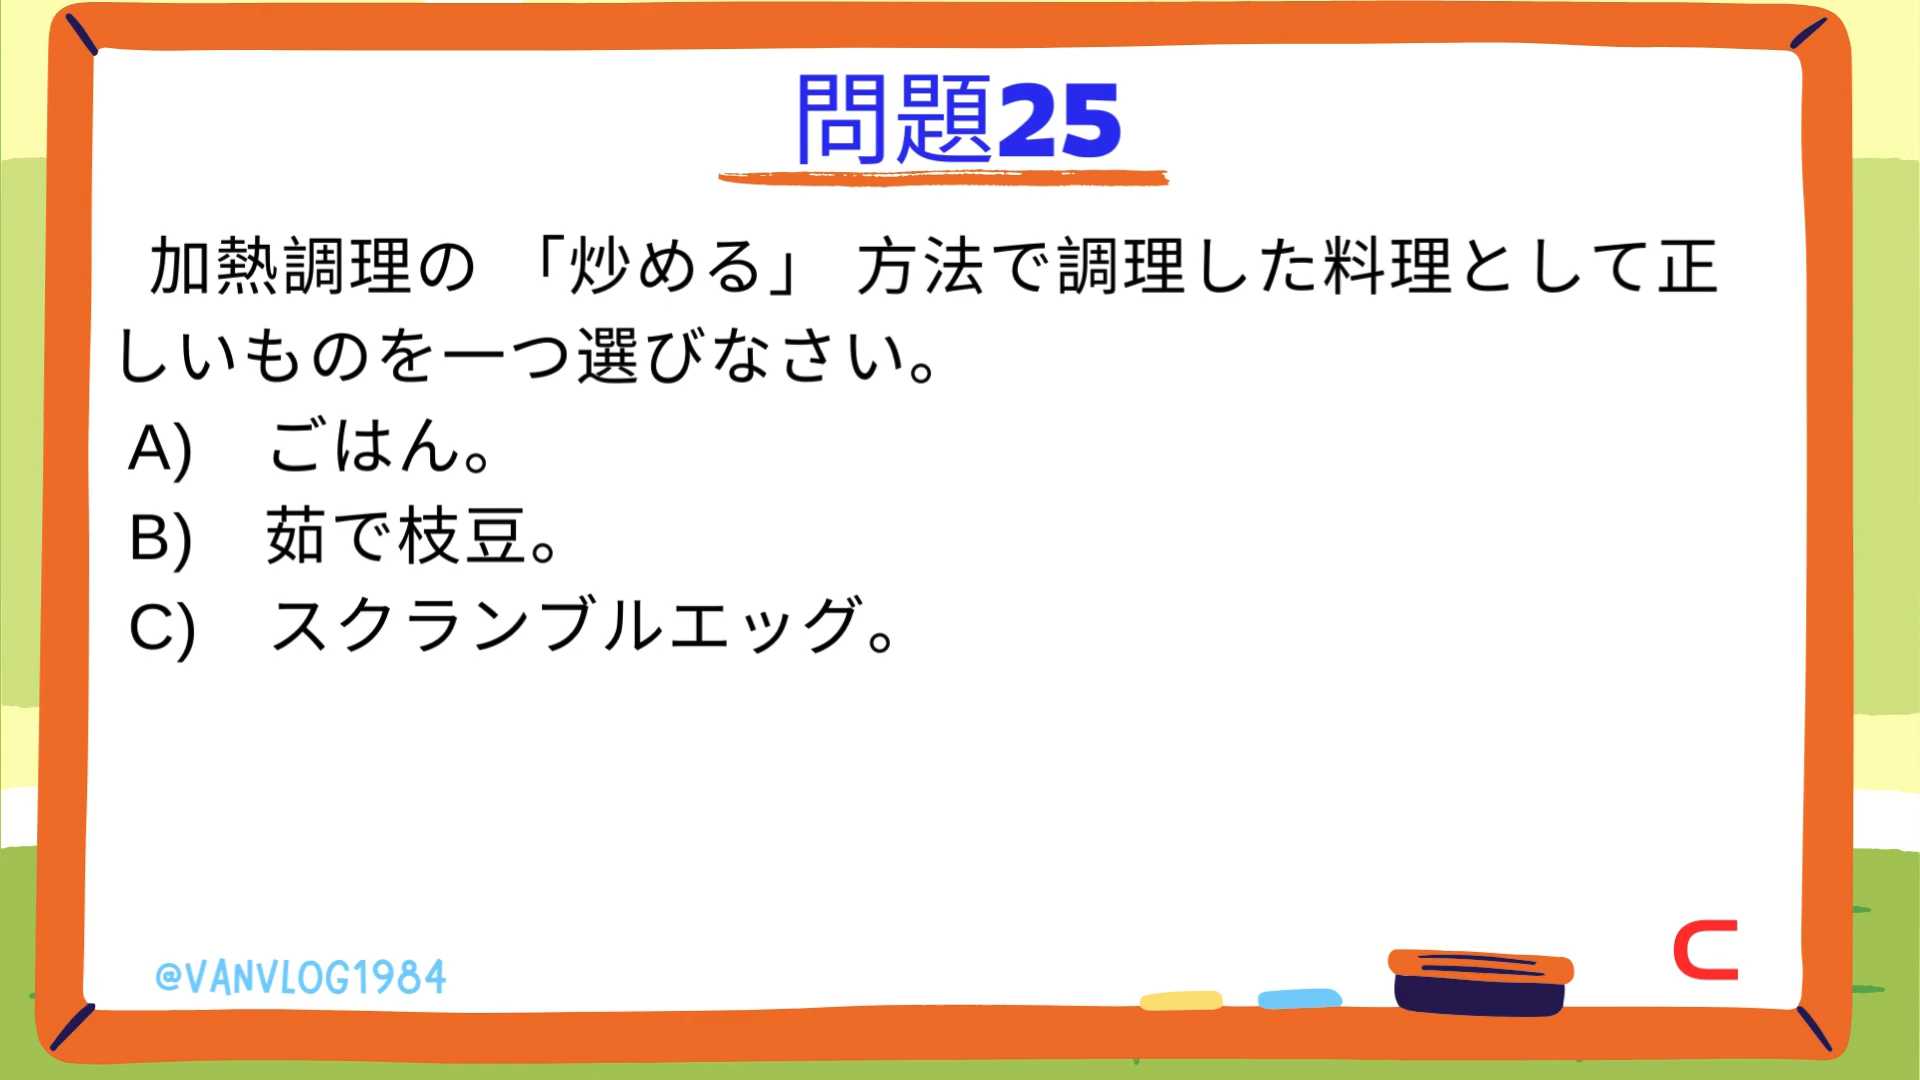 問題25
加熱調理の 「炒める」 方法で調理した料理として正
しいものを一つ選びなさい。
A) ごはん。
B) 茹で枝豆。
C) スクランブルエッグ。
C
@VANVLOG1984